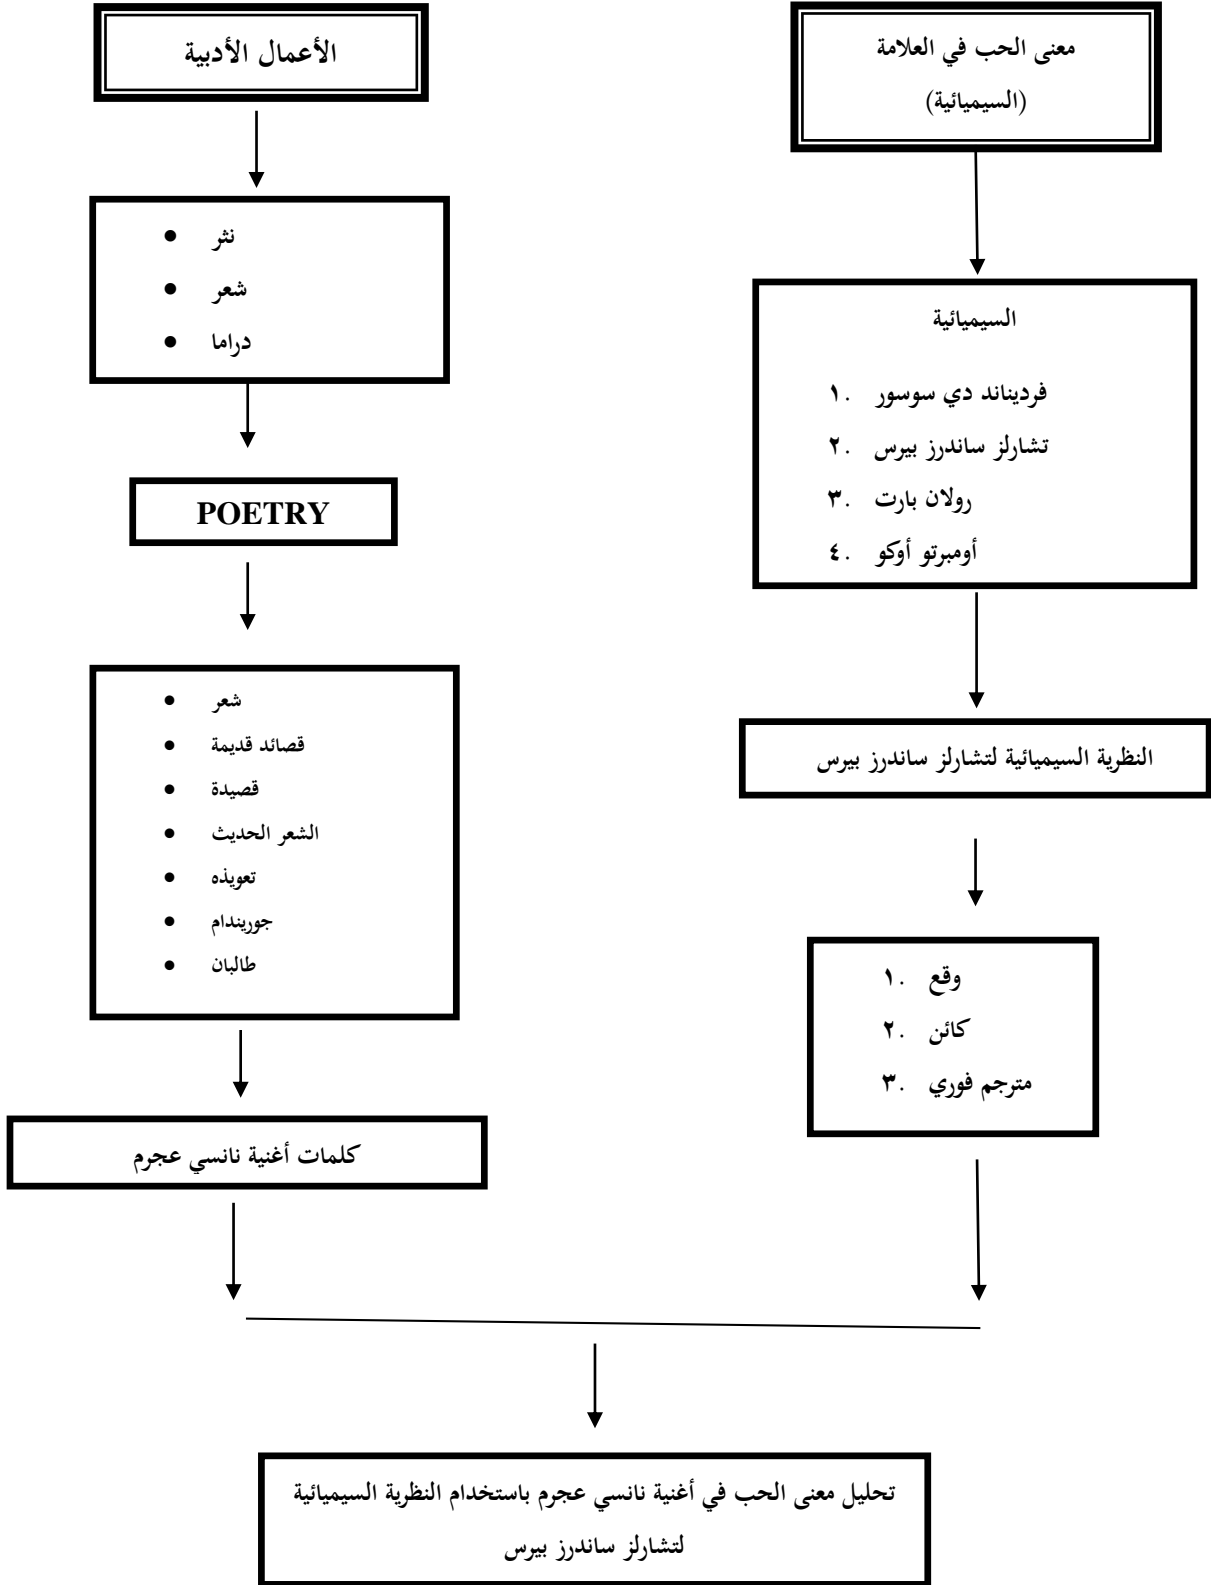 معنى الحب في العلامة
(السيميائية)
السيميائية
١. فرديناند دي سوسور
٢. تشارلز ساندرز بيرس
٣. رولان بارت
٤. أومبرتو أوكو
النظرية السيميائية لتشارلز ساندرز بيرس
١. وقع
٢. كائن
٣. مترجم فوري
الأعمال الأدبية
• نثر
• شعر
• دراما
POETRY
• شعر
• قصائد قديمة
• قصيدة
• الشعر الحديث
• تعويذه
• جوريندام
• طالبان
كلمات أغنية نانسي عجرم
تحليل معنى الحب في أغنية نانسي عجرم باستخدام النظرية السيميائية
لتشارلز ساندرز بيرس